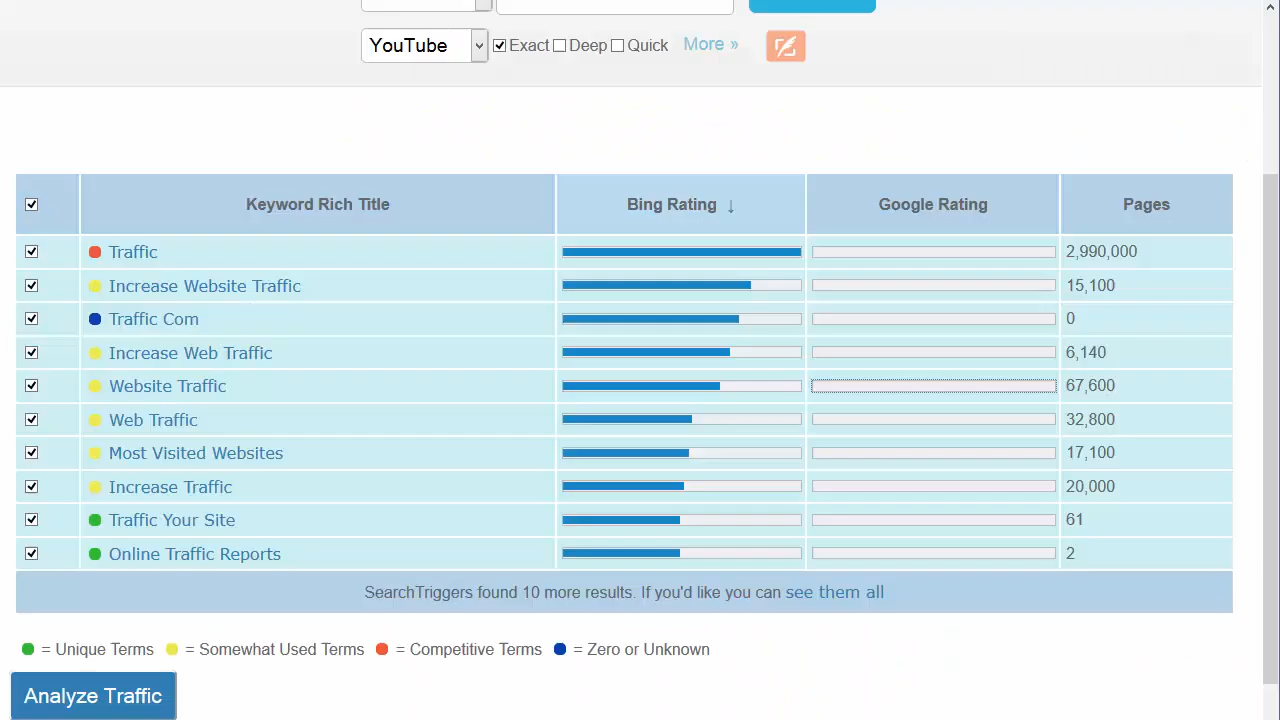 YouTube Exact Deep Quick More »
Keyword Rich Title Bing Rating ↓ Google Rating Pages
Traffic 2,990,000
Increase Website Traffic 15,100
Traffic Com 0
Increase Web Traffic 6,140
Website Traffic 67,600
Web Traffic 32,800
Most Visited Websites 17,100
Increase Traffic 20,000
Traffic Your Site 61
Online Traffic Reports 2
SearchTriggers found 10 more results. If you'd like you can see them all
= Unique Terms = Somewhat Used Terms = Competitive Terms = Zero or Unknown
Analyze Traffic